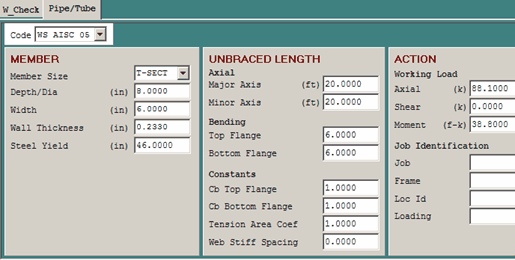 W_Check Pipe/Tube
Code WS AISC 05
MEMBER
Member Size T-SECT
Depth/Dia (in) 8.0000
Width (in) 6.0000
Wall Thickness (in) 0.2330
Steel Yield (in) 46.0000
UNBRACED LENGTH
Axial
Major Axis (ft) 20.0000
Minor Axis (ft) 20.0000
Bending
Top Flange 6.0000
Bottom Flange 6.0000
Constants
Cb Top Flange 1.0000
Cb Bottom Flange 1.0000
Tension Area Coef 1.0000
Web Stiff Spacing 0.0000
ACTION
Working Load
Axial (k) 88.1000
Shear (k) 0.0000
Moment (f-k) 38.8000
Job Identification
Job
Frame
Loc Id
Loading